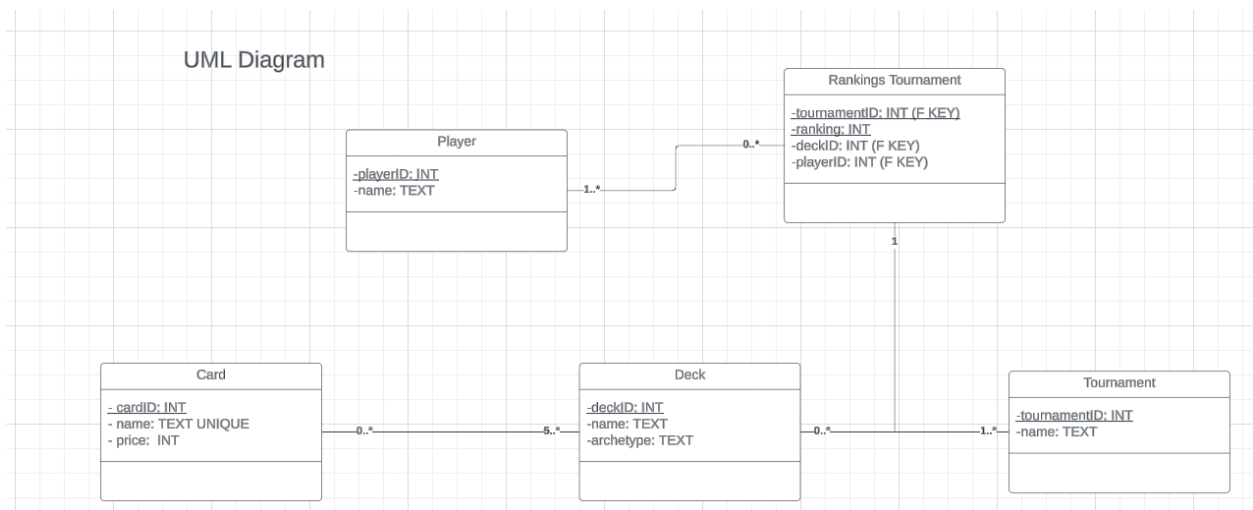 UML Diagram
Rankings Tournament
-tournamentID: INT (F KEY)
-ranking: INT
-deckID: INT (F KEY)
-playerID: INT (F KEY)
Player
-playerID: INT
-name: TEXT
0..*
1..*
1
Card
- cardID: INT
- name: TEXT UNIQUE
- price: INT
0..*
5..*
Deck
-deckID: INT
-name: TEXT
-archetype: TEXT
0..*
1..*
Tournament
-tournamentID: INT
-name: TEXT